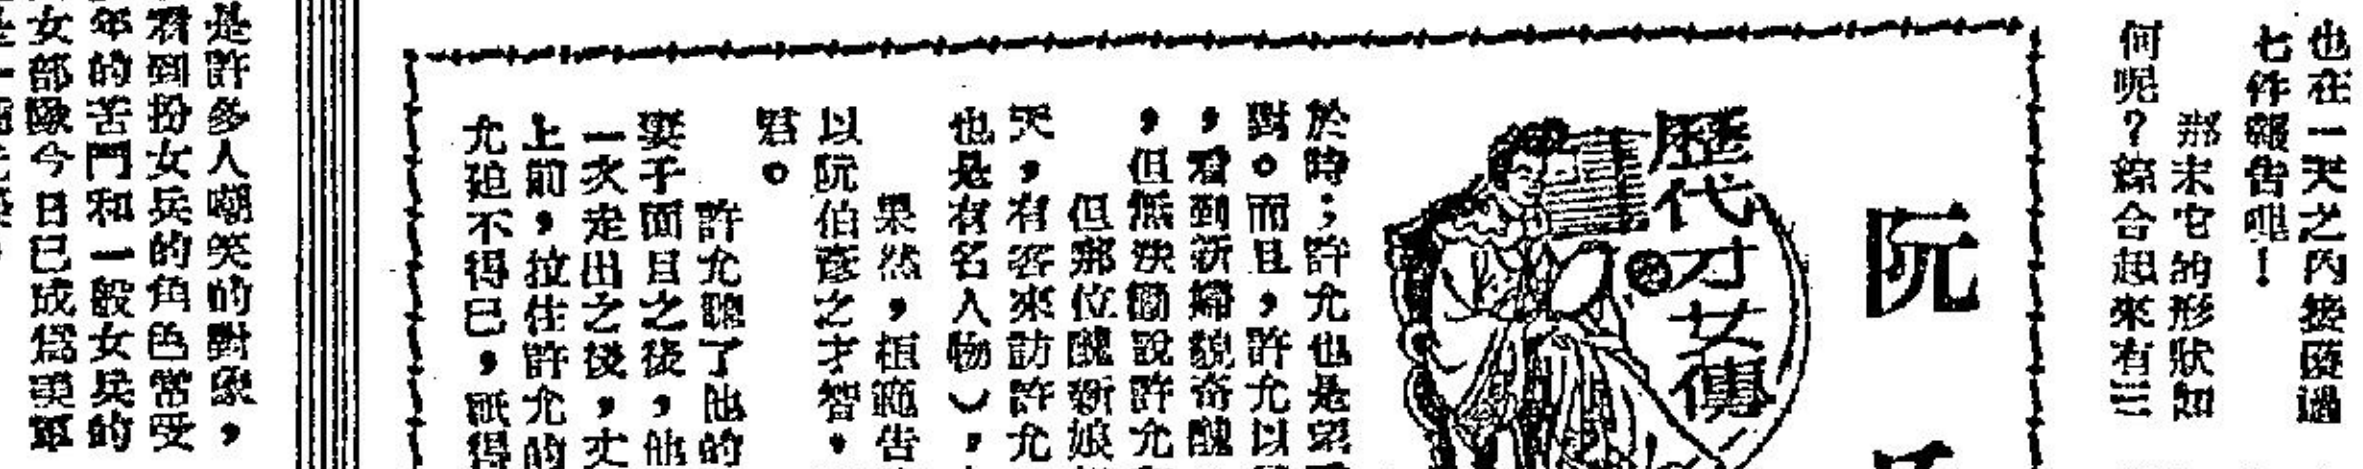 也在一天之內接獲過
七件報告哩！
那末它的形狀如
何呢？綜合起來有三
阮
歷代才女傳
於時；許允也是
對。而且，許允以
，看到新婦貌奇醜
，但無決勸說許允
但那位醜新娘
天，有客來訪許允
也是有名人物），
果然，桓範告
以阮伯彥之才智，
君。
許允聽了他的
妻子面目之後，他
一次走出之後，丈
上前，拉住許允的
允迫不得已，祇得
是許多人嘲笑的對象，
看到扮女兵的角色常受
年的苦鬥和一般女兵的
女部隊今日已成爲單